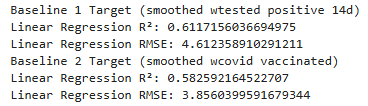 Baseline 1 Target (smoothed wtested positive 14d)
Linear Regression R²: 0.6117156036694975
Linear Regression RMSE: 4.612358910291211
Baseline 2 Target (smoothed wcovid vaccinated)
Linear Regression R²: 0.582592164522707
Linear Regression RMSE: 3.8560399591679344